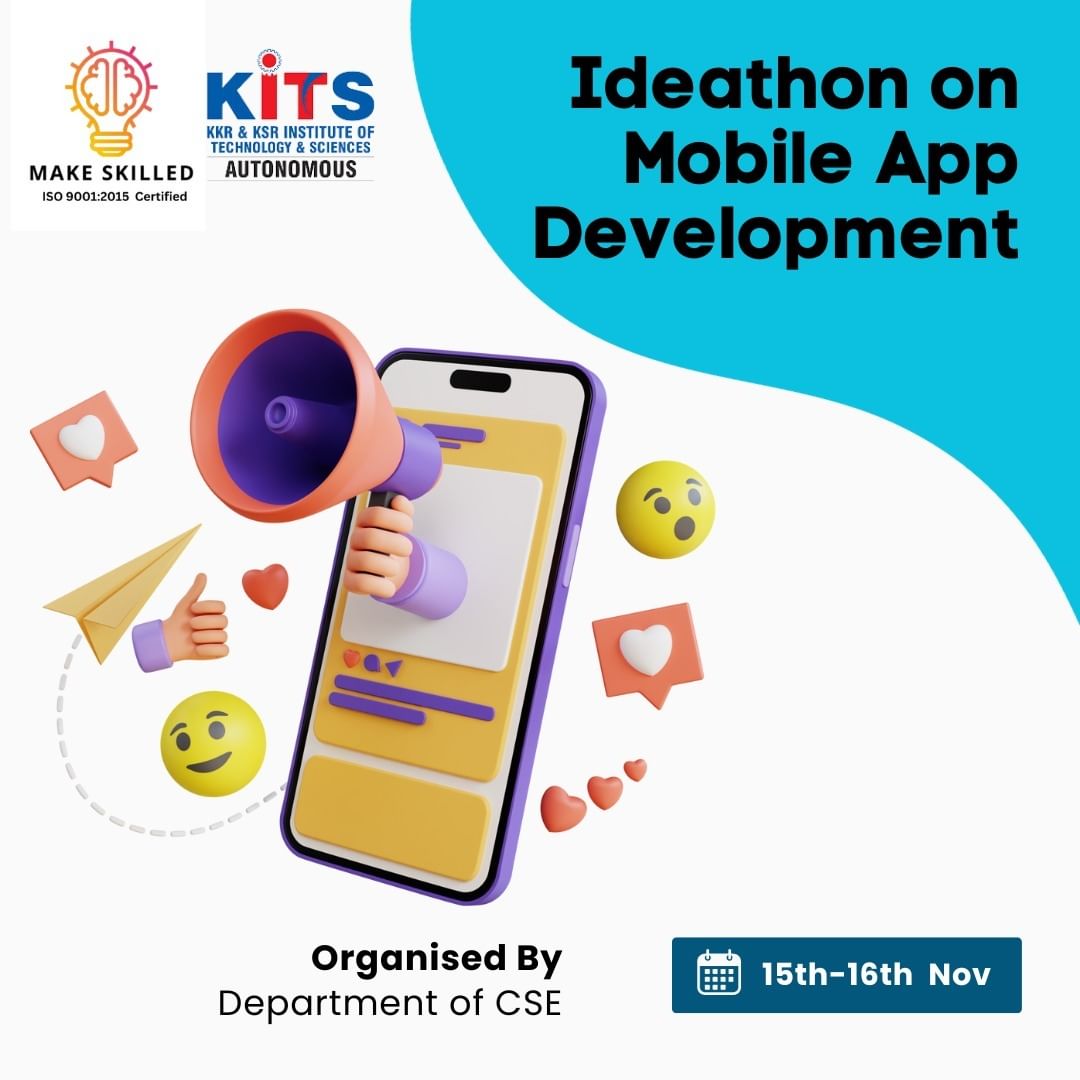 MAKE SKILLED
ISO 9001:2015 Certified
KiTS
KKR & KSR INSTITUTE OF
TECHNOLOGY & SCIENCES
AUTONOMOUS
Ideathon on
Mobile App
Development
Organised By
Department of CSE
15th-16th Nov